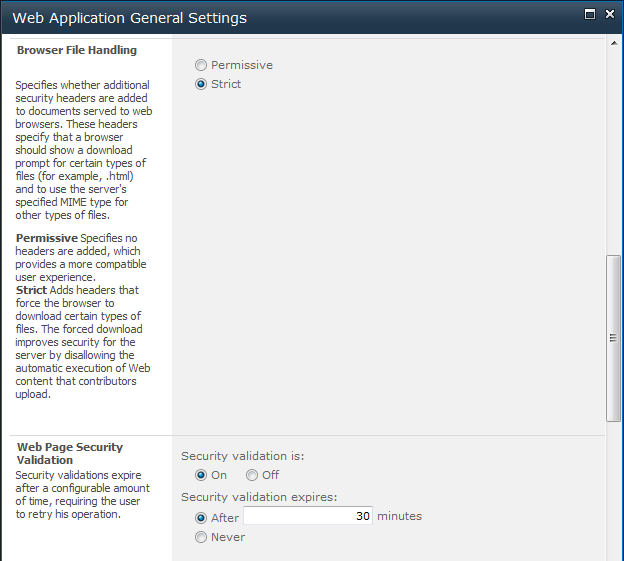 Web Application General Settings
Browser File Handling
Specifies whether additional
security headers are added
to documents served to web
browsers. These headers
specify that a browser
should show a download
prompt for certain types of
files (for example, .html)
and to use the server's
specified MIME type for
other types of files.
Permissive Specifies no
headers are added, which
provides a more compatible
user experience.
Strict Adds headers that
force the browser to
download certain types of
files. The forced download
improves security for the
server by disallowing the
automatic execution of Web
content that contributors
upload.
Permissive
Strict
Web Page Security
Validation
Security validations expire
after a configurable amount
of time, requiring the user
to retry his operation.
Security validation is:
On Off
Security validation expires:
After 30 minutes
Never